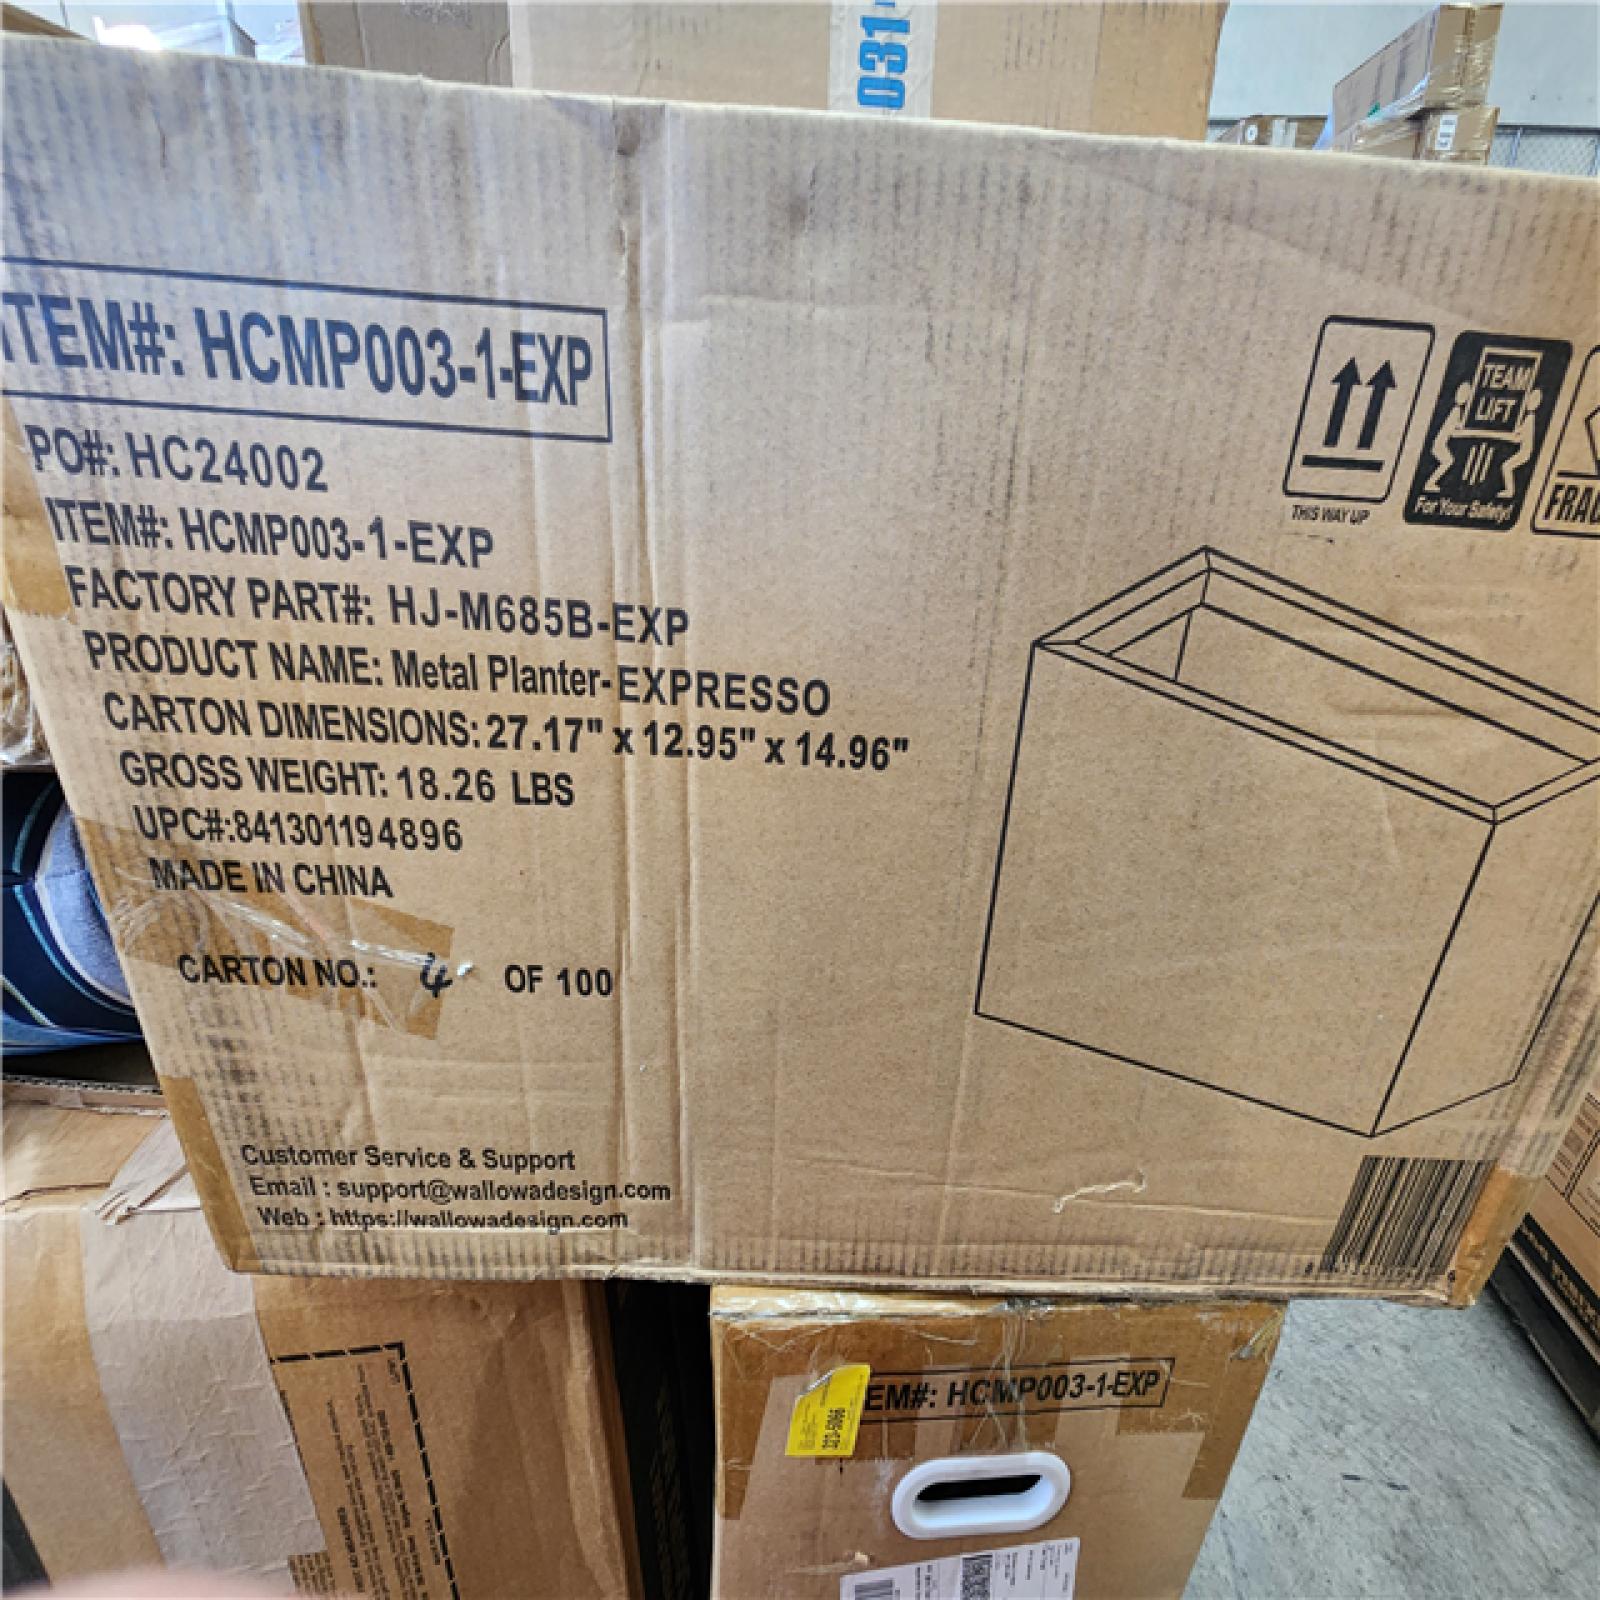 031
ITEM#: HCMP003-1-EXP
PO#: HC24002
ITEM#: HCMP003-1-EXP
FACTORY PART#: HJ-M685B-EXP
PRODUCT NAME: Metal Planter-EXPRESSO
CARTON DIMENSIONS: 27.17" x 12.95" x 14.96"
GROSS WEIGHT: 18.26 LBS
UPC#:841301194896
MADE IN CHINA
CARTON NO.: 4 OF 100
THIS WAY UP
TEAM
LIFT
For Your Safety!
FRAG
Customer Service & Support
Email : support@wallowadesign.com
Web : https://wallowadesign.com
EM#: HCMP003-1-EXP